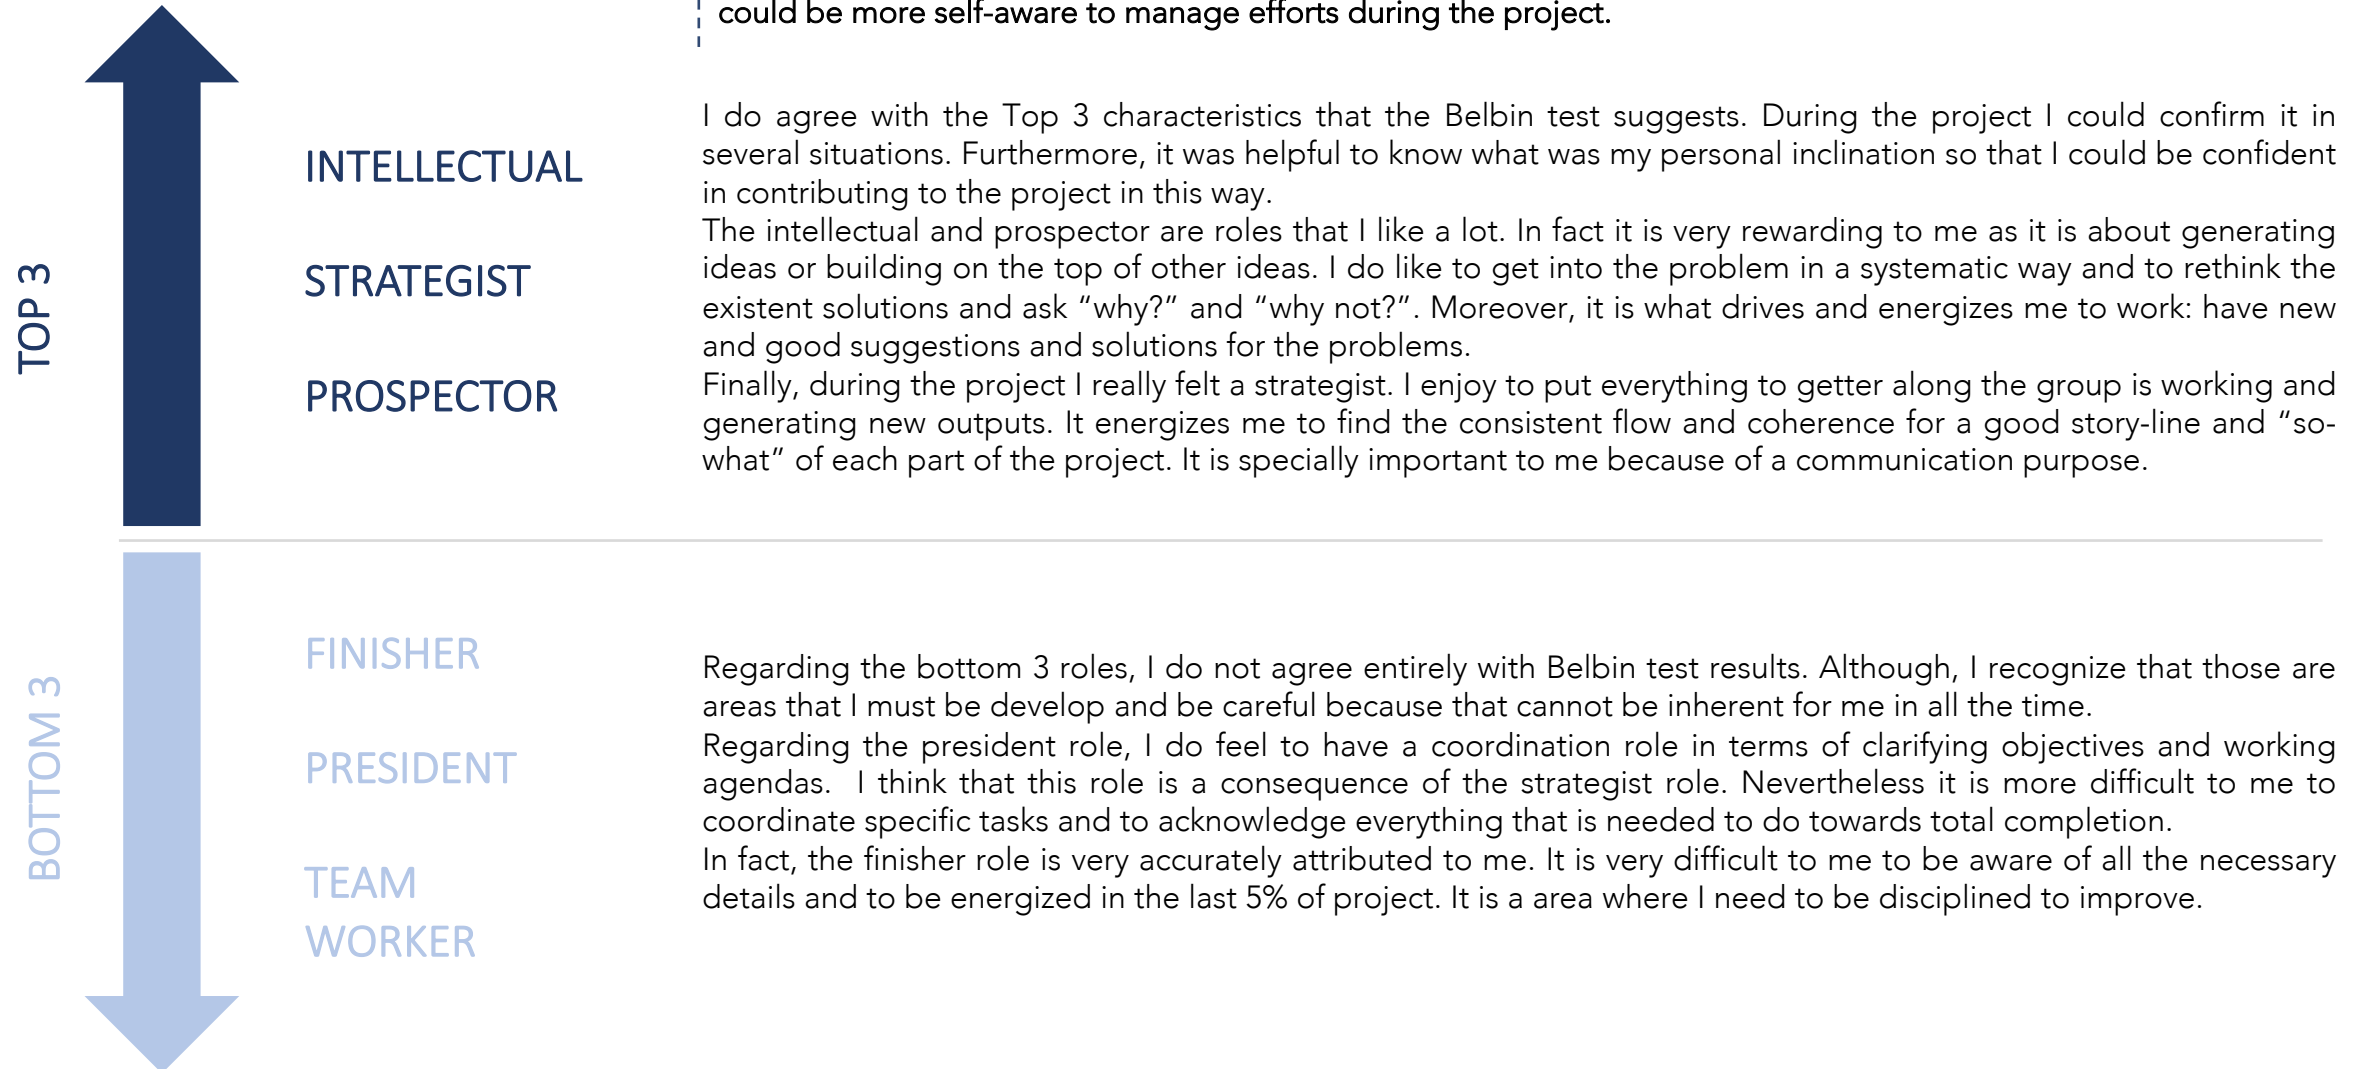 could be more self-aware to manage efforts during the project.
TOP 3
INTELLECTUAL
STRATEGIST
PROSPECTOR
I do agree with the Top 3 characteristics that the Belbin test suggests. During the project I could confirm it in
several situations. Furthermore, it was helpful to know what was my personal inclination so that I could be confident
in contributing to the project in this way.
The intellectual and prospector are roles that I like a lot. In fact it is very rewarding to me as it is about generating
ideas or building on the top of other ideas. I do like to get into the problem in a systematic way and to rethink the
existent solutions and ask “why?” and “why not?”. Moreover, it is what drives and energizes me to work: have new
and good suggestions and solutions for the problems.
Finally, during the project I really felt a strategist. I enjoy to put everything to getter along the group is working and
generating new outputs. It energizes me to find the consistent flow and coherence for a good story-line and “so-
what” of each part of the project. It is specially important to me because of a communication purpose.
BOTTOM 3
FINISHER
PRESIDENT
TEAM
WORKER
Regarding the bottom 3 roles, I do not agree entirely with Belbin test results. Although, I recognize that those are
areas that I must be develop and be careful because that cannot be inherent for me in all the time.
Regarding the president role, I do feel to have a coordination role in terms of clarifying objectives and working
agendas.  I think that this role is a consequence of the strategist role. Nevertheless it is more difficult to me to
coordinate specific tasks and to acknowledge everything that is needed to do towards total completion.
In fact, the finisher role is very accurately attributed to me. It is very difficult to me to be aware of all the necessary
details and to be energized in the last 5% of project. It is a area where I need to be disciplined to improve.